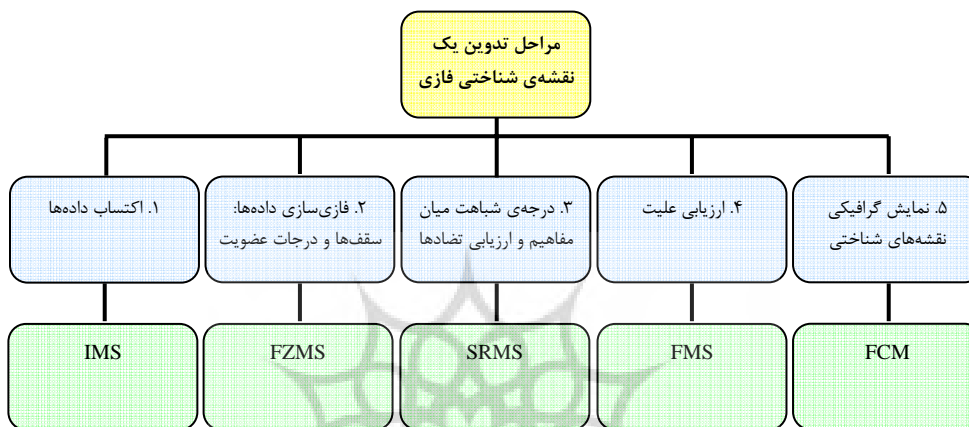 مراحل تدوین یک
نقشه‌ی شناختی فازی
۱. اکتساب داده‌ها
۲. فازی‌سازی داده‌ها:
سقف‌ها و درجات عضویت
۳. درجه‌ی شباهت میان
مفاهیم و ارزیابی تضادها
۴. ارزیابی علیت
۵. نمایش گرافیکی
نقشه‌های شناختی
IMS
FZMS
SRMS
FMS
FCM